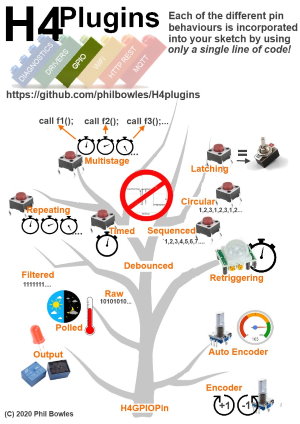 H4Plugins
Each of the different pin
behaviours is incorporated
into your sketch by using
only a single line of code!
DIAGNOSTICS
DRIVERS
GPIO
WiFi
HTTP REST
MQTT
https://github.com/philbowles/H4plugins
call f1(); call f2(); call f3();...
Multistage
Latching
=
Repeating
Timed
Circular
1,2,3,1,2,3,1,2...
Sequenced
1,2,3,4,5,6,7....
Debounced
Retriggering
Filtered
1111111...
Raw
10101010...
Polled
Output
Auto Encoder
Encoder
+1 -1
H4GPIOPin
(C) 2020 Phil Bowles